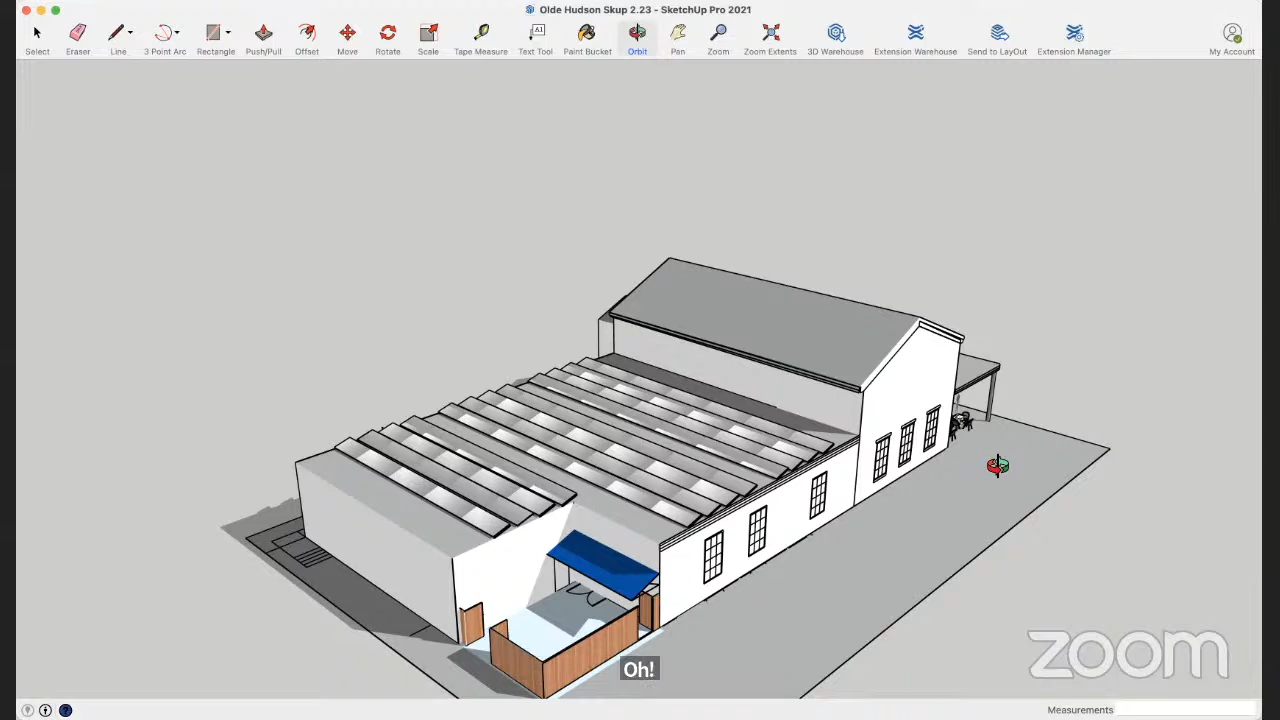 Olde Hudson Skup 2.23 - SketchUp Pro 2021
Select Eraser Line 3 Point Arc Rectangle Push/Pull Offset Move Rotate Scale Tape Measure Text Tool Paint Bucket Orbit Pan Zoom Zoom Extents 3D Warehouse Extension Warehouse Send to LayOut Extension Manager My Account
Oh!
zoom
Measurements